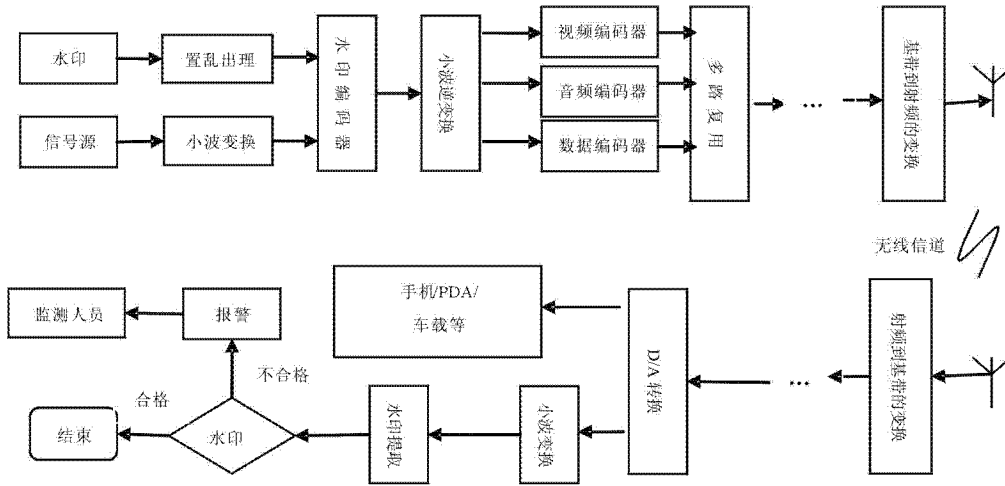 水印
置乱出理
信号源
小波变换
水印编码器
小波逆变换
视频编码器
音频编码器
数据编码器
多路复用
...
基带到射频的变换
无线信道
射频到基带的变换
...
D/A 转换
手机/PDA/
车载等
小波变换
水印提取
水印
不合格
报警
监测人员
合格
结束